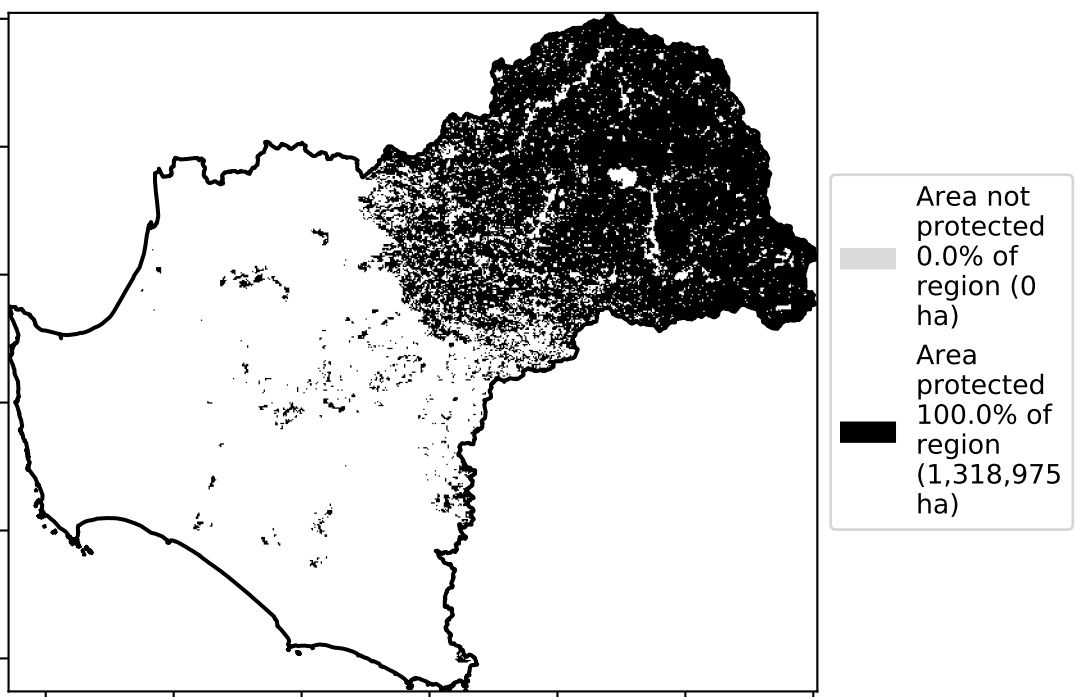 Area not
protected
0.0% of
region (0
ha)
Area
protected
100.0% of
region
(1,318,975
ha)